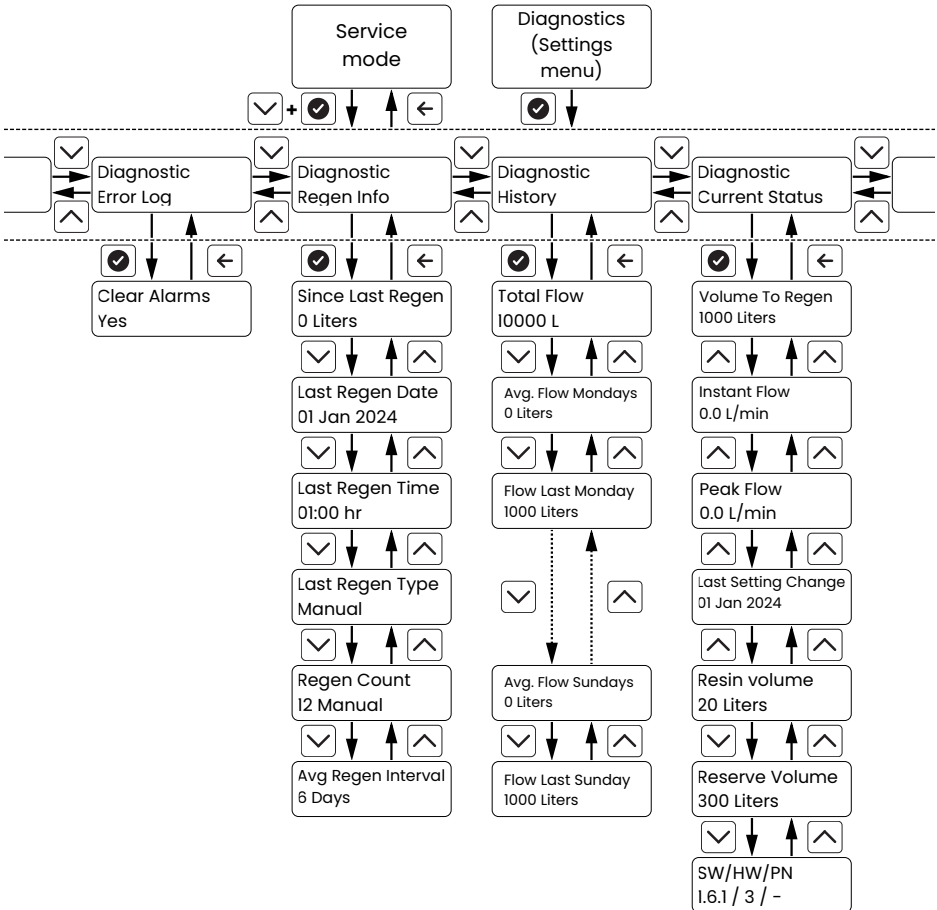 Service
mode
Diagnostics
(Settings
menu)
+
Diagnostic
Error Log
Diagnostic
Regen Info
Diagnostic
History
Diagnostic
Current Status
Clear Alarms
Yes
Since Last Regen
0 Liters
Last Regen Date
01 Jan 2024
Last Regen Time
01:00 hr
Last Regen Type
Manual
Regen Count
12 Manual
Avg Regen Interval
6 Days
Total Flow
10000 L
Avg. Flow Mondays
0 Liters
Flow Last Monday
1000 Liters
Avg. Flow Sundays
0 Liters
Flow Last Sunday
1000 Liters
Volume To Regen
1000 Liters
Instant Flow
0.0 L/min
Peak Flow
0.0 L/min
Last Setting Change
01 Jan 2024
Resin volume
20 Liters
Reserve Volume
300 Liters
SW/HW/PN
1.6.1 / 3 / -